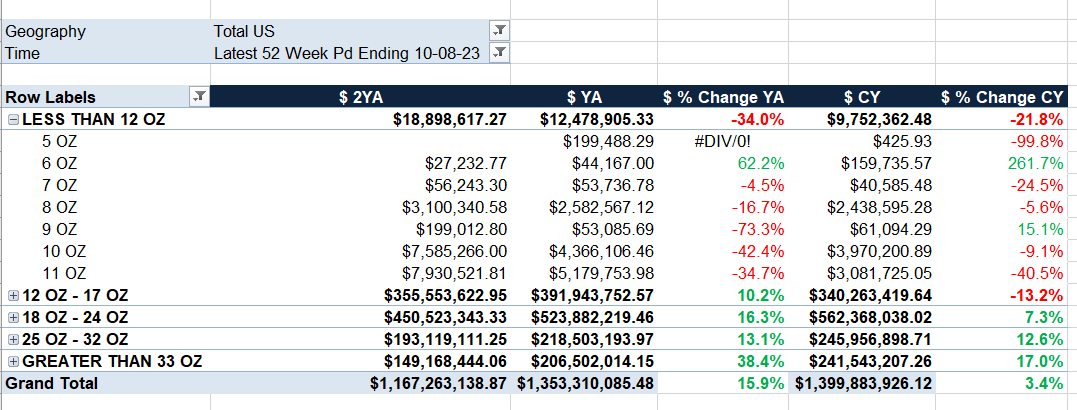 Geography Total US
Time Latest 52 Week Pd Ending 10-08-23
Row Labels $ 2YA $ YA $ % Change YA $ CY $ % Change CY
LESS THAN 12 OZ $18,898,617.27 $12,478,905.33 -34.0% $9,752,362.48 -21.8%
5 OZ $199,488.29 #DIV/0! $425.93 -99.8%
6 OZ $27,232.77 $44,167.00 62.2% $159,735.57 261.7%
7 OZ $56,243.30 $53,736.78 -4.5% $40,585.48 -24.5%
8 OZ $3,100,340.58 $2,582,567.12 -16.7% $2,438,595.28 -5.6%
9 OZ $199,012.80 $53,085.69 -73.3% $61,094.29 15.1%
10 OZ $7,585,266.00 $4,366,106.46 -42.4% $3,970,200.89 -9.1%
11 OZ $7,930,521.81 $5,179,753.98 -34.7% $3,081,725.05 -40.5%
12 OZ - 17 OZ $355,553,622.95 $391,943,752.57 10.2% $340,263,419.64 -13.2%
18 OZ - 24 OZ $450,523,343.33 $523,882,219.46 16.3% $562,368,038.02 7.3%
25 OZ - 32 OZ $193,119,111.25 $218,503,193.97 13.1% $245,956,898.71 12.6%
GREATER THAN 33 OZ $149,168,444.06 $206,502,014.15 38.4% $241,543,207.26 17.0%
Grand Total $1,167,263,138.87 $1,353,310,085.48 15.9% $1,399,883,926.12 3.4%